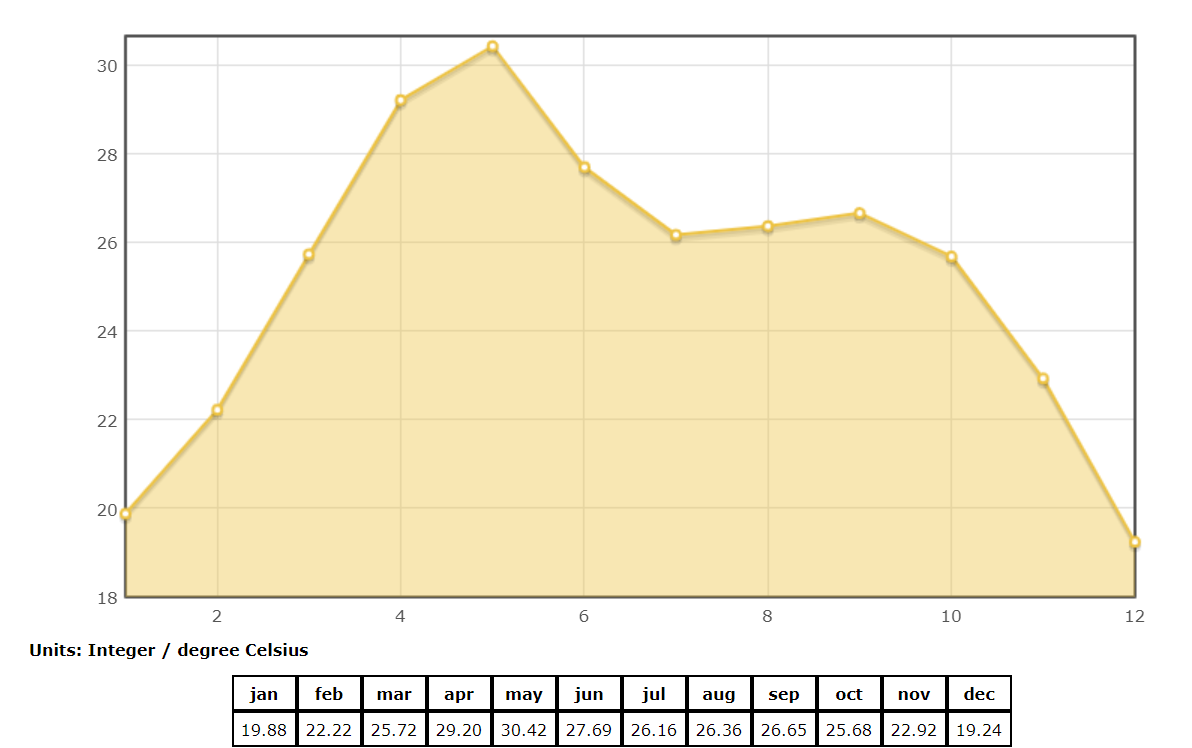 30
28
26
24
22
20
18
2 4 6 8 10 12
Units: Integer / degree Celsius
jan feb mar apr may jun jul aug sep oct nov dec
19.88 22.22 25.72 29.20 30.42 27.69 26.16 26.36 26.65 25.68 22.92 19.24